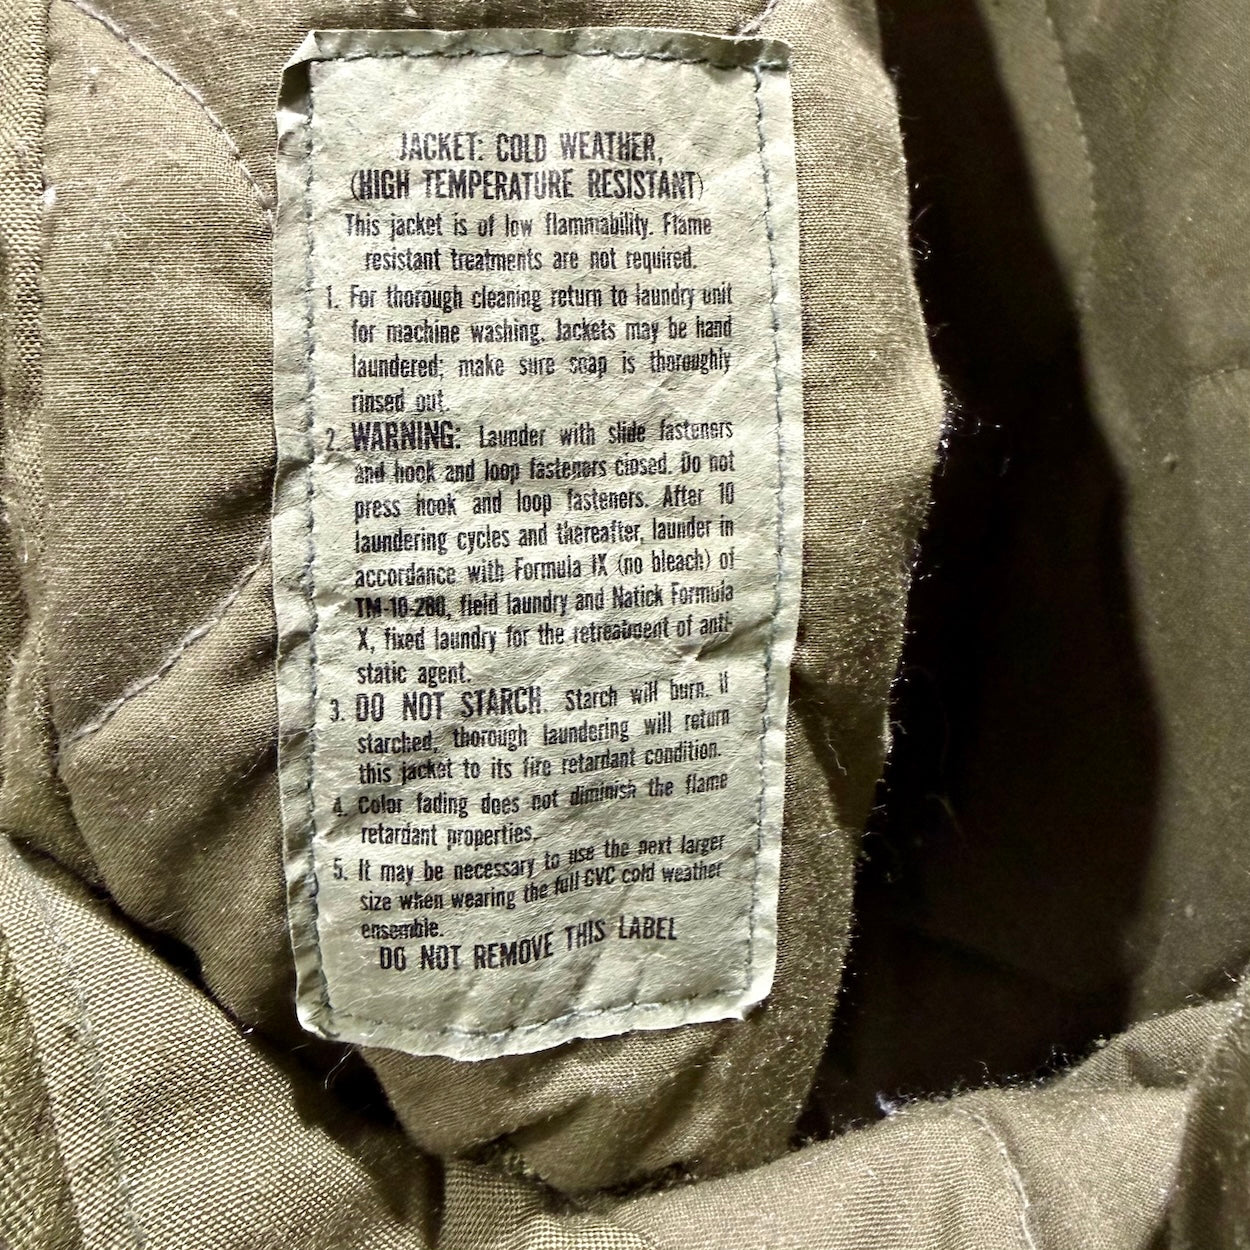 JACKET: COLD WEATHER,
(HIGH TEMPERATURE RESISTANT)
This jacket is of low flammability. Flame
resistant treatments are not required.
1. For thorough cleaning return to laundry unit
for machine washing. Jackets may be hand
laundered; make sure soap is thoroughly
rinsed out.
2. WARNING: Launder with slide fasteners
and hook and loop fasteners closed. Do not
press hook and loop fasteners. After 10
laundering cycles and thereafter, launder in
accordance with Formula IX (no bleach) of
TM-10-280, field laundry and Natick Formula
X, fixed laundry for the retreatment of anti-
static agent.
3. DO NOT STARCH. Starch will burn. If
starched, thorough laundering will return
this jacket to its fire retardant condition.
4. Color fading does not diminish the flame
retardant properties.
5. It may be necessary to use the next larger
size when wearing the full CVC cold weather
ensemble.
DO NOT REMOVE THIS LABEL